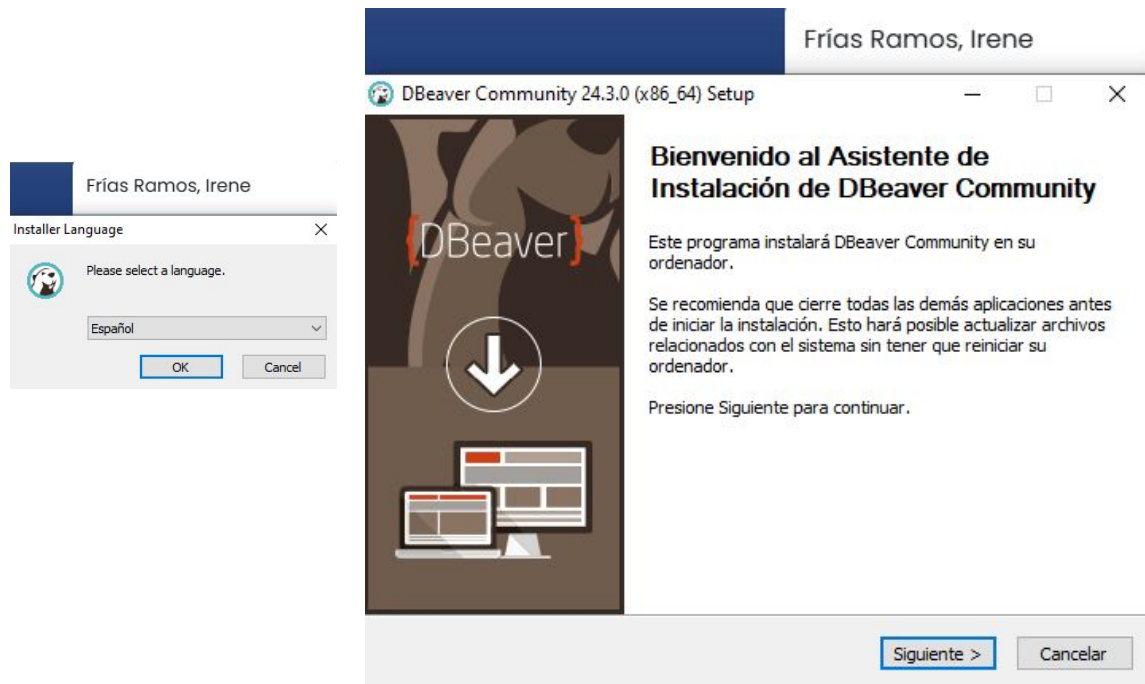 Frías Ramos, Irene
Installer Language
Please select a language.
Español
OK
Cancel
Frías Ramos, Irene
DBeaver Community 24.3.0 (x86_64) Setup
{DBeaver}
Bienvenido al Asistente de
Instalación de DBeaver Community
Este programa instalará DBeaver Community en su
ordenador.
Se recomienda que cierre todas las demás aplicaciones antes
de iniciar la instalación. Esto hará posible actualizar archivos
relacionados con el sistema sin tener que reiniciar su
ordenador.
Presione Siguiente para continuar.
Siguiente >
Cancelar